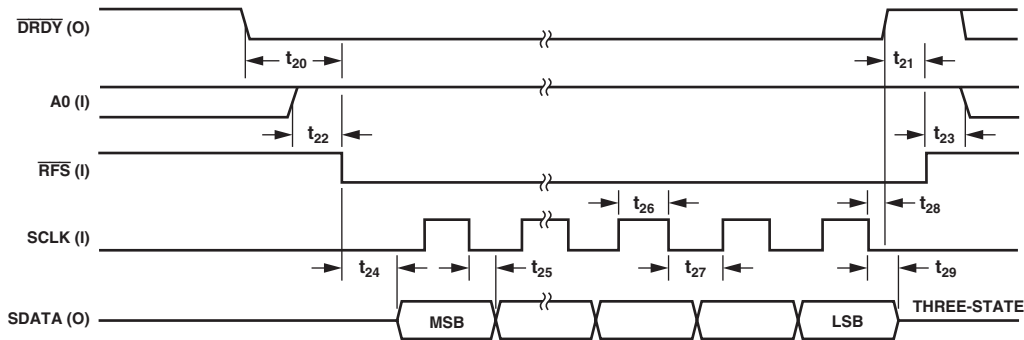 DRDY (O)
t20
t21
A0 (I)
t22
t23
RFS (I)
t26
t28
SCLK (I)
t24
t25
t27
t29
THREE-STATE
SDATA (O)
MSB
LSB